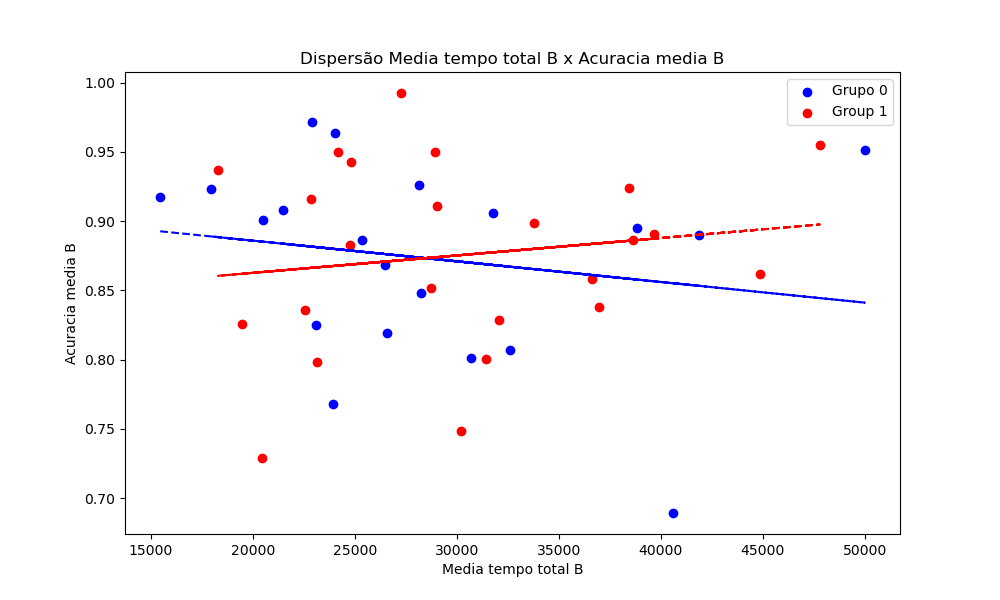 Dispersão Media tempo total B x Acuracia media B
Grupo 0
Group 1
Acuracia media B
1.00
0.95
0.90
0.85
0.80
0.75
0.70
15000 20000 25000 30000 35000 40000 45000 50000
Media tempo total B